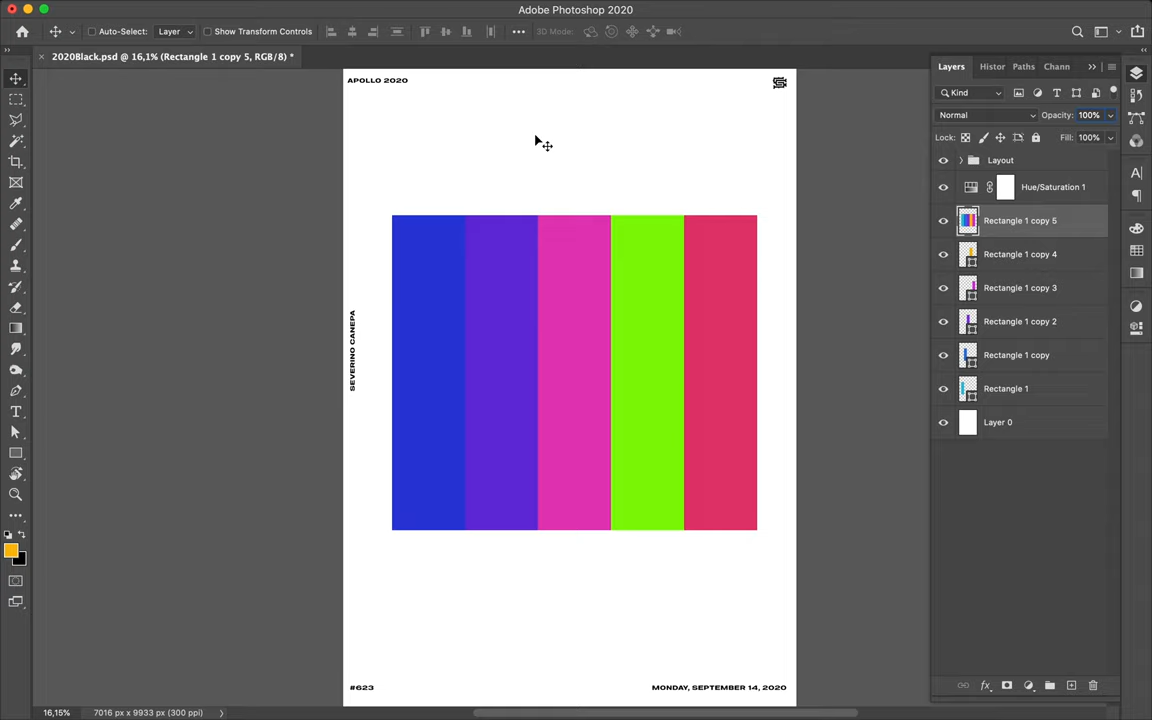 Adobe Photoshop 2020
Auto-Select:
Layer
Show Transform Controls
3D Mode:
2020Black.psd @ 16,1% (Rectangle 1 copy 5, RGB/8) *
APOLLO 2020
SEVERINO CANEPA
#623
MONDAY, SEPTEMBER 14, 2020
Layers
Histor
Paths
Chann
Kind
Normal
Opacity: 100%
Lock:
Fill: 100%
Layout
Hue/Saturation 1
Rectangle 1 copy 5
Rectangle 1 copy 4
Rectangle 1 copy 3
Rectangle 1 copy 2
Rectangle 1 copy
Rectangle 1
Layer 0
16,15%
7016 px x 9933 px (300 ppi)